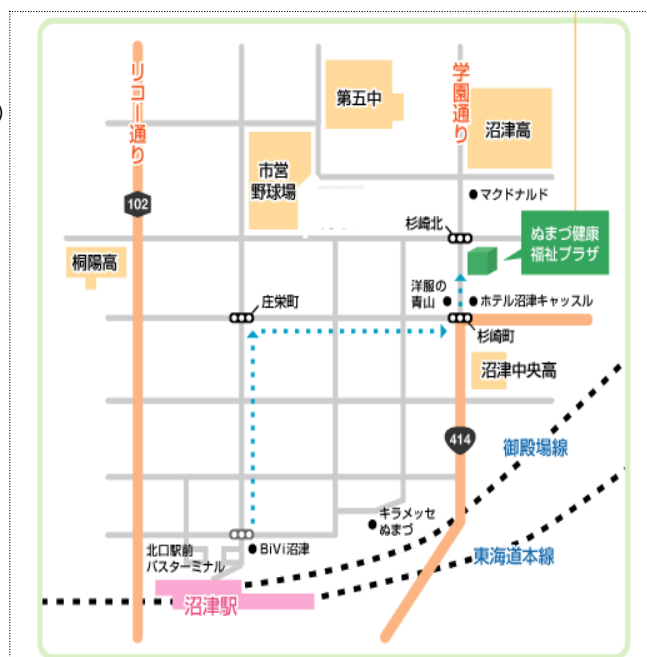 )
リコー通り
第五中
学園通り
沼津高
市営
野球場
マクドナルド
102
杉崎北
ぬまづ健康
福祉プラザ
桐陽高
洋服の
青山
ホテル沼津キャッスル
庄栄町
杉崎町
沼津中央高
414
御殿場線
キラメッセ
ぬまづ
北口駅前
バスターミナル
BiVi沼津
東海道本線
沼津駅